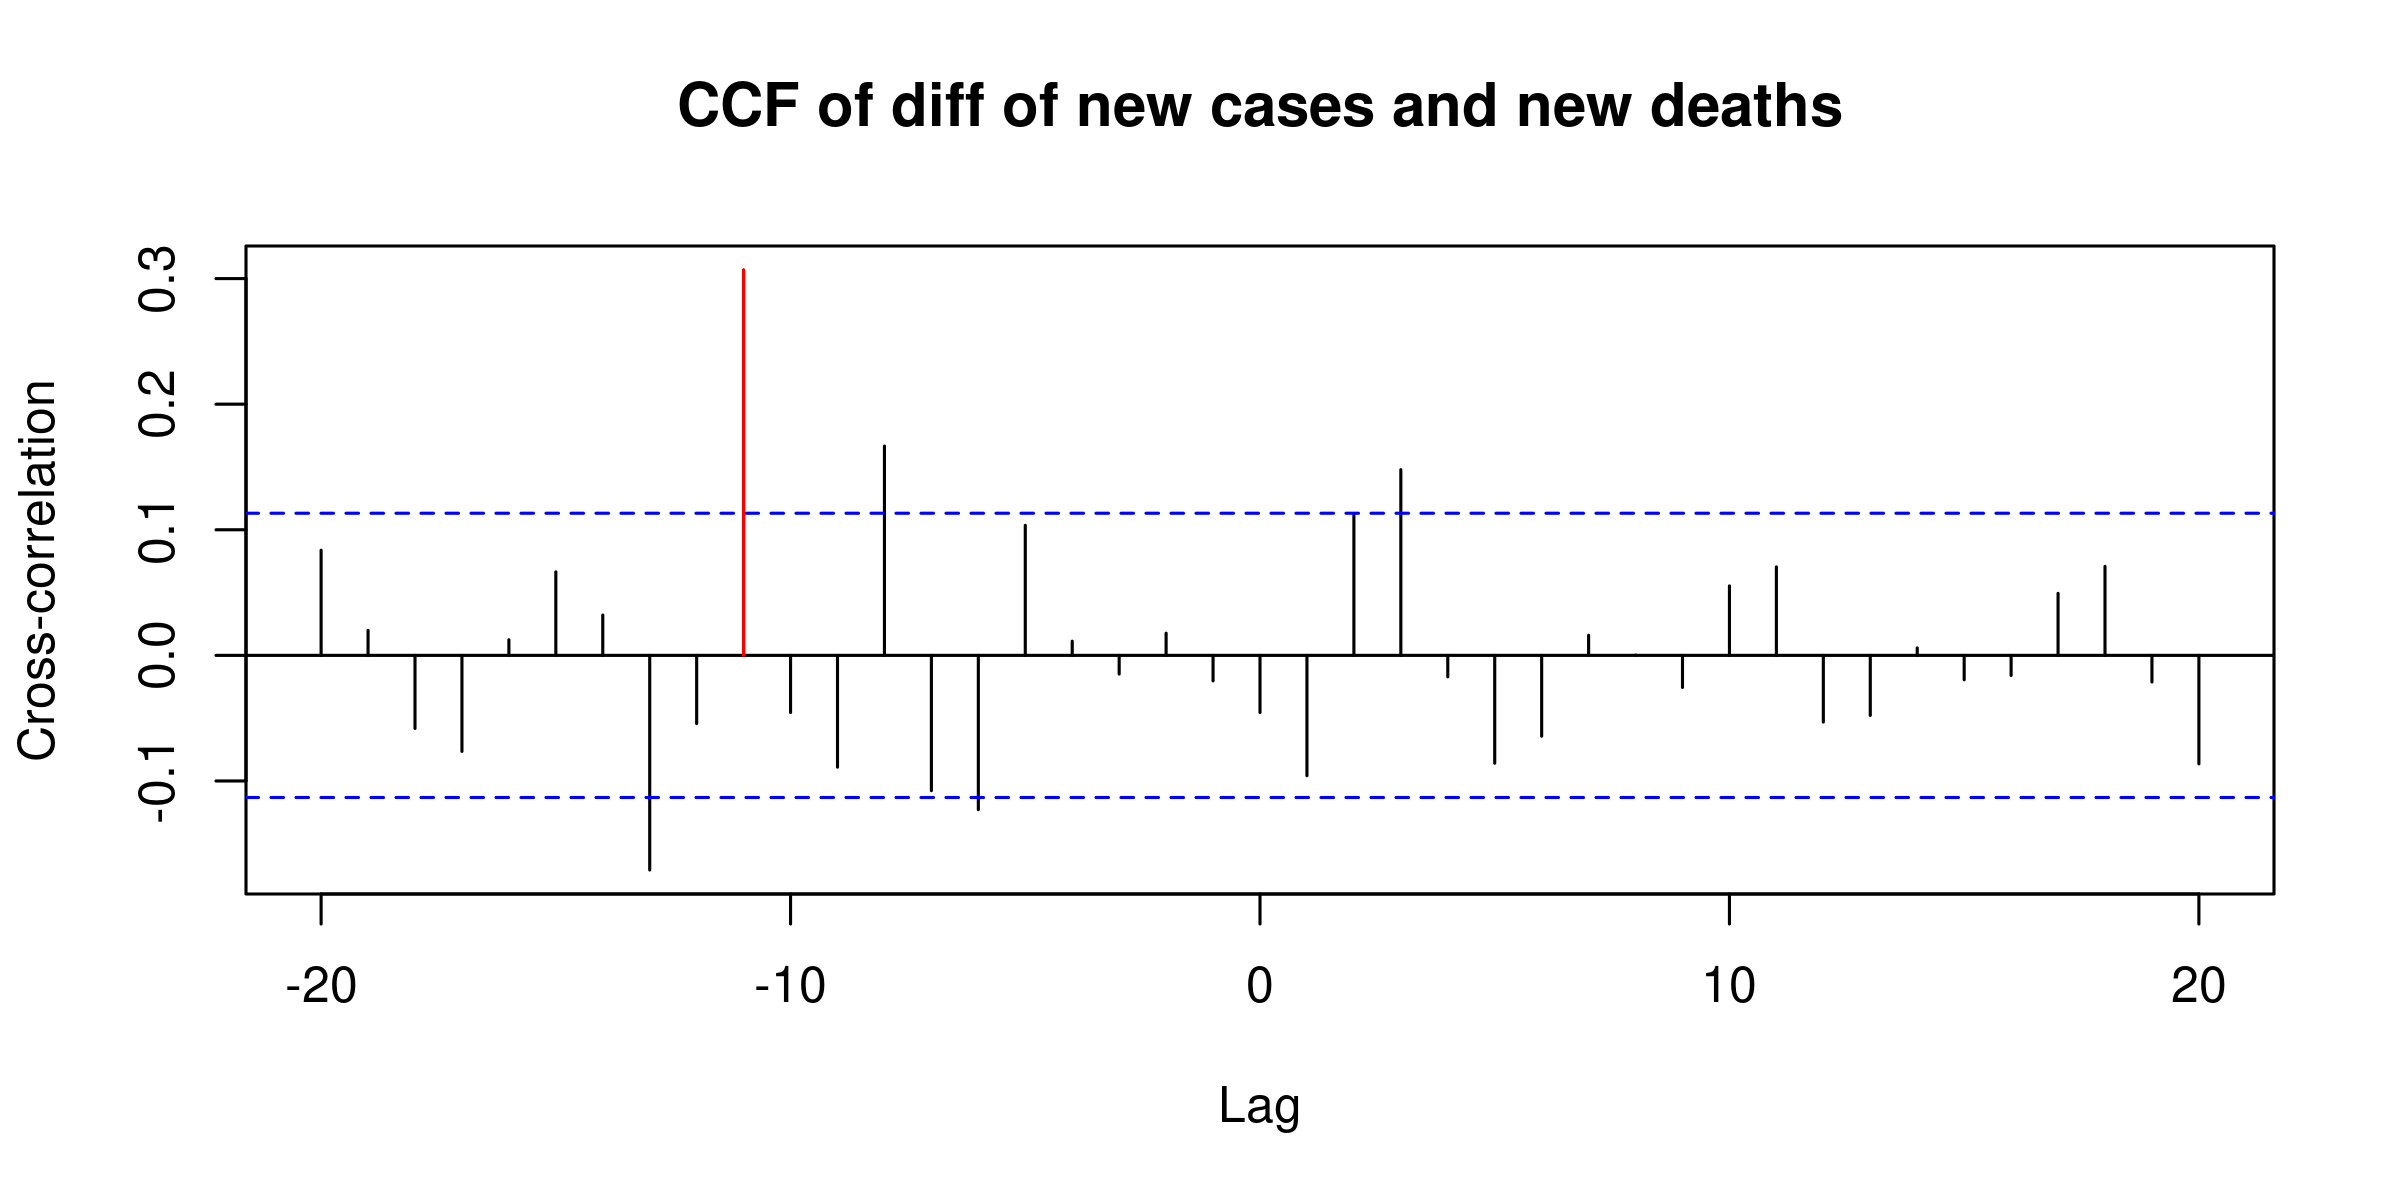 CCF of diff of new cases and new deaths
Cross-correlation
0.3
0.2
0.1
0.0
-0.1
-20 -10 0 10 20
Lag